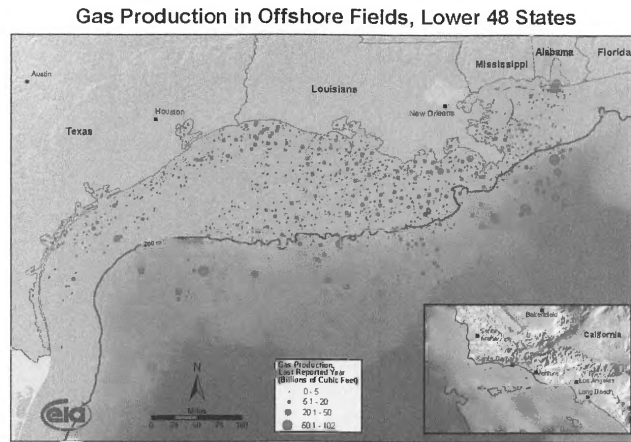 Gas Production in Offshore Fields, Lower 48 States
Alabama
Florida
Mississippi
Austin
Louisiana
Houston
New Orleans
Texas
200 m
Bakersfield
California
Santa Barbara
Ventura
Los Angeles
Long Beach
Gas Production,
Last Reported Year
(Billions of Cubic Feet)
0 - 5
5.1 - 20
20.1 - 50
50.1 - 102
N
Miles
eia